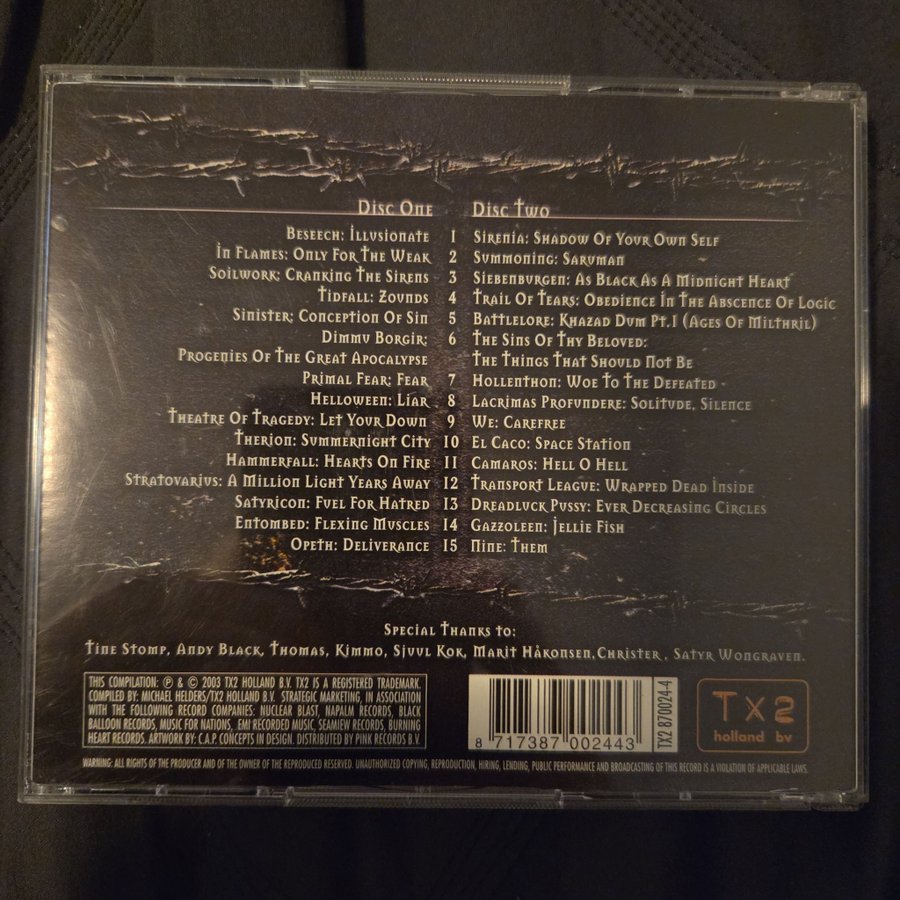 Disc One
Beseech: Illusionate 1
In Flames: Only For The Weak 2
Soilwork: Cranking The Sirens 3
Tidfall: Zounds 4
Sinister: Conception Of Sin 5
Dimmu Borgir: 6
Progenies Of The Great Apocalypse
Primal Fear: Fear 7
Helloween: Liar 8
Theatre Of Tragedy: Let Your Down 9
Therion: Summernight City 10
Hammerfall: Hearts On Fire 11
Stratovarius: A Million Light Years Away 12
Satyricon: Fuel For Hatred 13
Entombed: Flexing Muscles 14
Opeth: Deliverance 15
Disc Two
Sirenia: Shadow Of Your Own Self
Summoning: Saruman
Siebenburgen: As Black As A Midnight Heart
Trail Of Tears: Obedience In The Abscence Of Logic
Battlelore: Khazad Dum Pt.1 (Ages Of Milthril)
The Sins Of Thy Beloved:
The Things That Should Not Be
Hollenthon: Woe To The Defeated
Lacrimas Profundere: Solitude, Silence
We: Carefree
El Caco: Space Station
Camaros: Hell O Hell
Transport League: Wrapped Dead Inside
Dreadluck Pussy: Ever Decreasing Circles
Gazzoleen: Jellie Fish
Nine: Them
Special Thanks to:
Tine Stomp, Andy Black, Thomas, Kimmo, Sjuul Kok, Marit Håkonsen,Christer , Satyr Wongraven.
THIS COMPILATION: ℗ & © 2003 TX2 HOLLAND B.V. TX2 IS A REGISTERED TRADEMARK.
COMPILED BY: MICHAEL HELDERS/TX2 HOLLAND B.V. STRATEGIC MARKETING, IN ASSOCIATION
WITH THE FOLLOWING RECORD COMPANIES: NUCLEAR BLAST, NAPALM RECORDS, BLACK
BALLOON RECORDS, MUSIC FOR NATIONS, EMI RECORDED MUSIC, SEAMIEW RECORDS, BURNING
HEART RECORDS. ARTWORK BY: C.A.P. CONCEPTS IN DESIGN. DISTRIBUTED BY PINK RECORDS B.V.
8 717387 002443
TX2 870024-4
Tx2
holland bv
WARNING: ALL RIGHTS OF THE PRODUCER AND OF THE OWNER OF THE REPRODUCED RESERVED. UNAUTHORIZED COPYING, REPRODUCTION, HIRING, LENDING, PUBLIC PERFORMANCE AND BROADCASTING OF THIS RECORD IS A VIOLATION OF APPLICABLE LAWS.